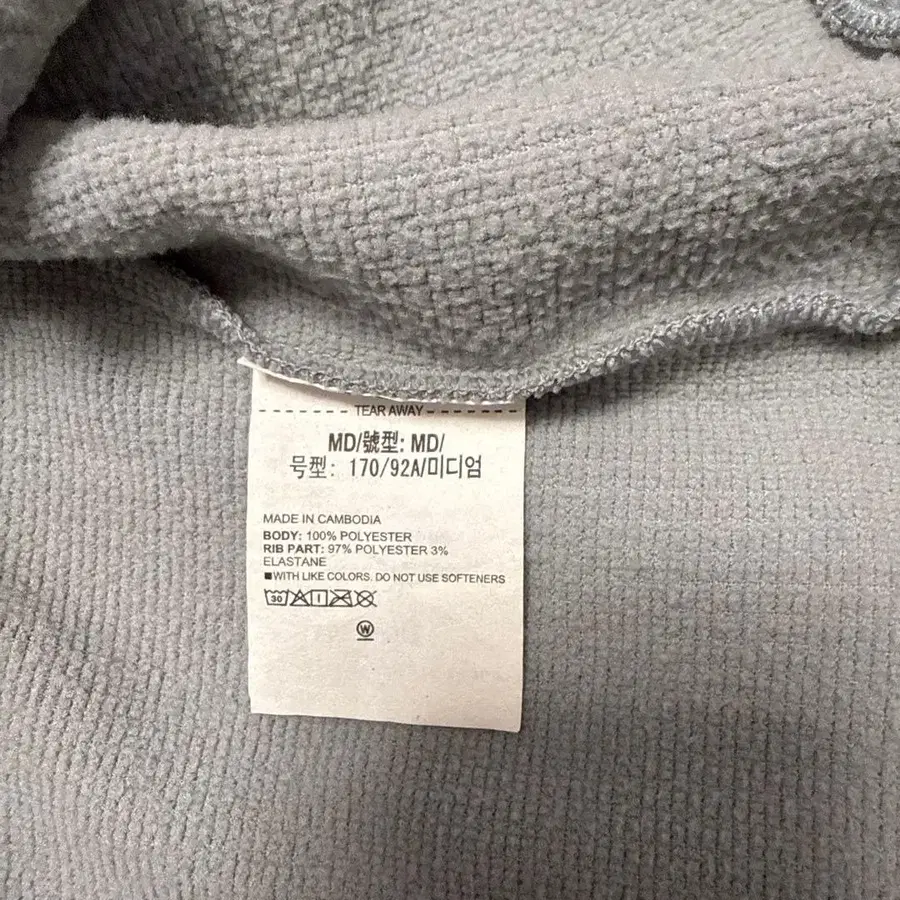 TEAR AWAY
MD/號型: MD/
号型: 170/92A/미디엄
MADE IN CAMBODIA
BODY: 100% POLYESTER
RIB PART: 97% POLYESTER 3%
ELASTANE
■WITH LIKE COLORS. DO NOT USE SOFTENERS
30
W